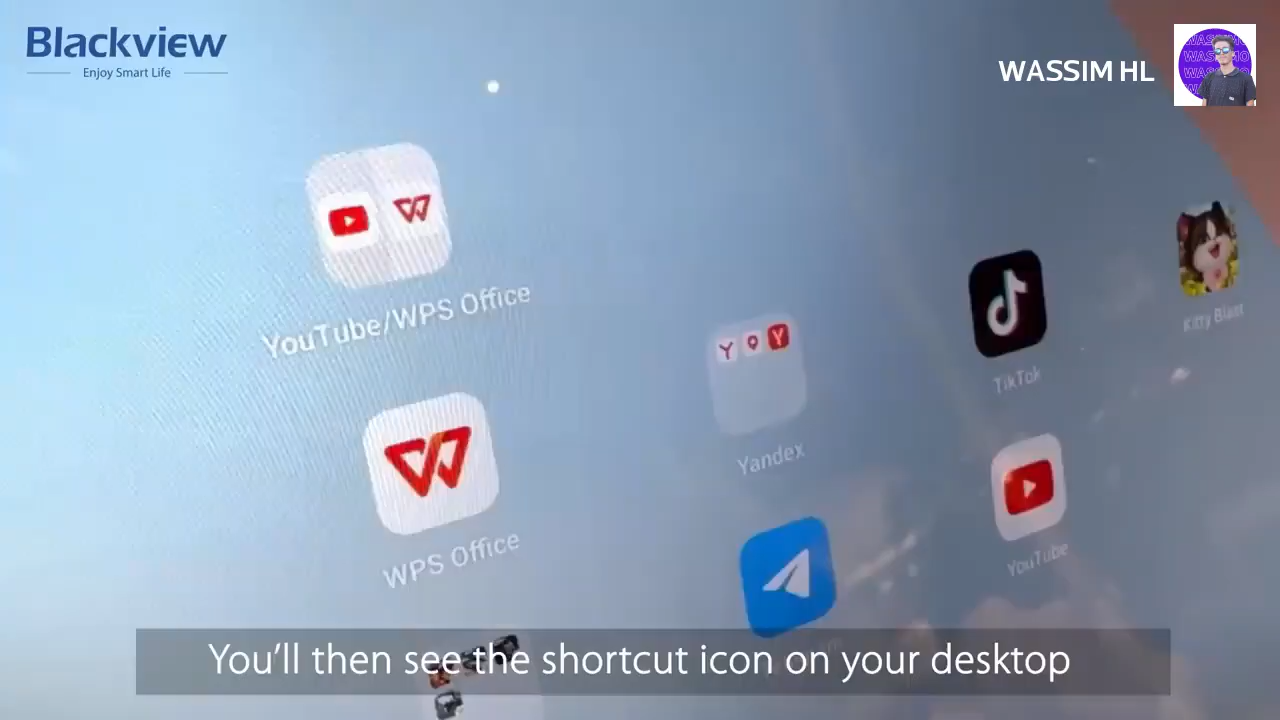 Blackview
Enjoy Smart Life
WASSIM HL
YouTube/WPS Office
Yandex
TikTok
Kitty Blast
WPS Office
YouTube
You'll then see the shortcut icon on your desktop